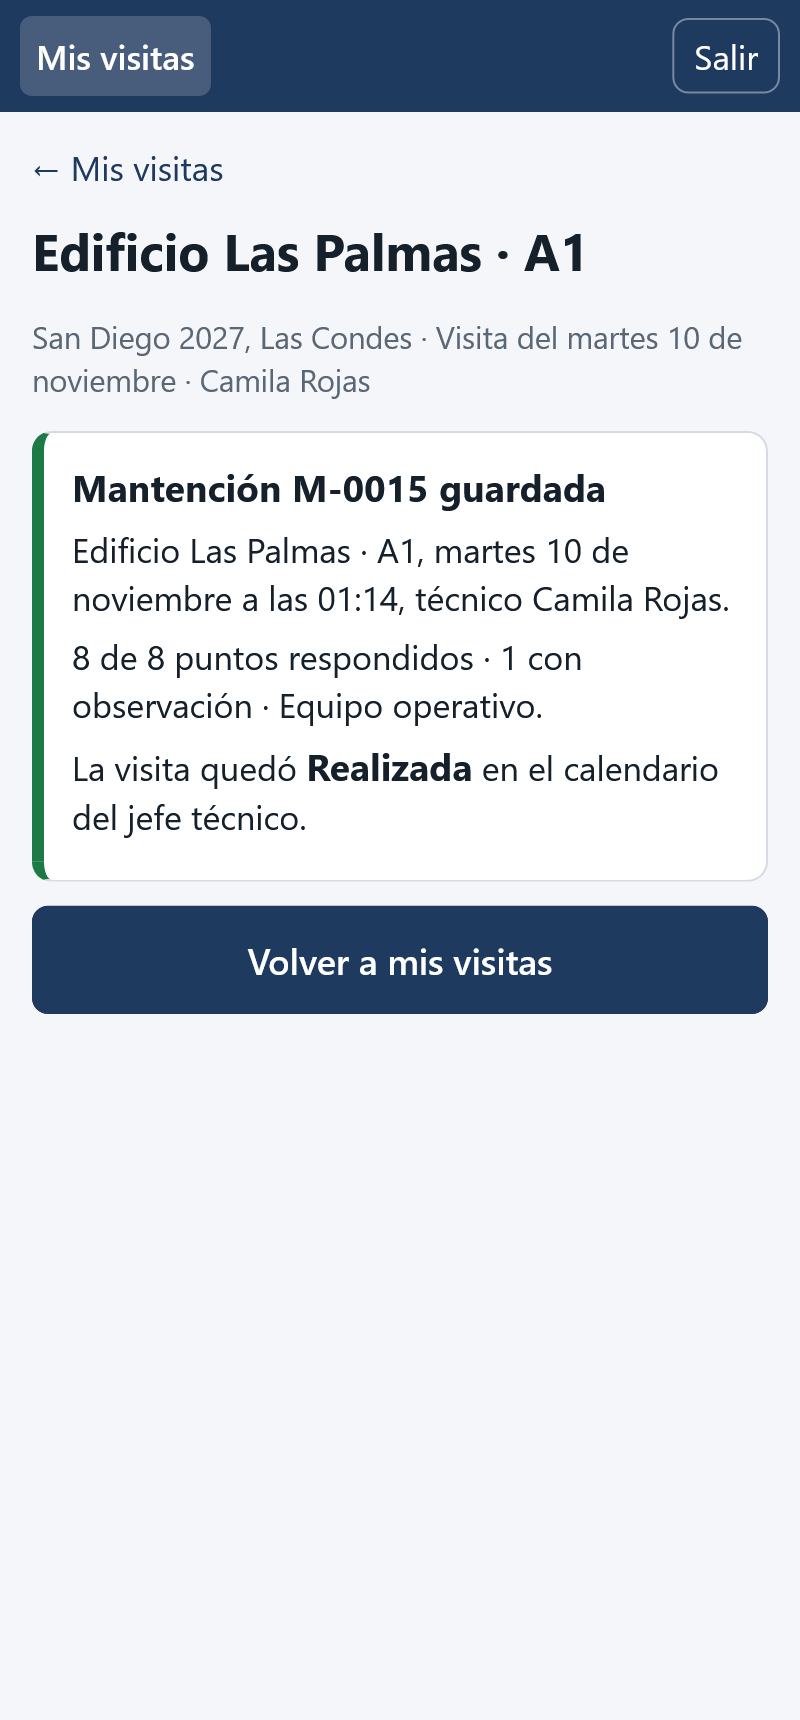 Mis visitas
Salir
← Mis visitas
Edificio Las Palmas · A1
San Diego 2027, Las Condes · Visita del martes 10 de
noviembre · Camila Rojas
Mantención M-0015 guardada
Edificio Las Palmas · A1, martes 10 de
noviembre a las 01:14, técnico Camila Rojas.
8 de 8 puntos respondidos · 1 con
observación · Equipo operativo.
La visita quedó Realizada en el calendario
del jefe técnico.
Volver a mis visitas